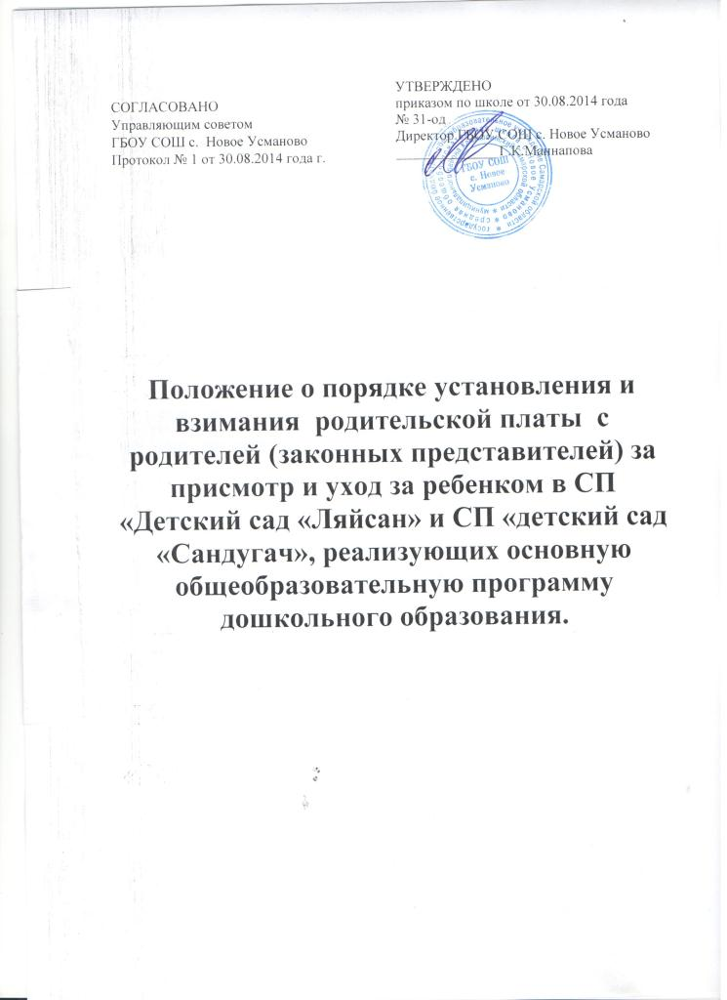 СОГЛАСОВАНО
Управляющим советом
ГБОУ СОШ с.  Новое Усманово
Протокол № 1 от 30.08.2014 года г.
УТВЕРЖДЕНО
приказом по школе от 30.08.2014 года
№ 31-од
Директор ГБОУ СОШ с. Новое Усманово
Г.К.Маннапова
ГБОУ СОШ
с. Новое
Усманово
Положение о порядке установления и
взимания  родительской платы  с
родителей (законных представителей) за
присмотр и уход за ребенком в СП
«Детский сад «Ляйсан» и СП «детский сад
«Сандугач», реализующих основную
общеобразовательную программу
дошкольного образования.